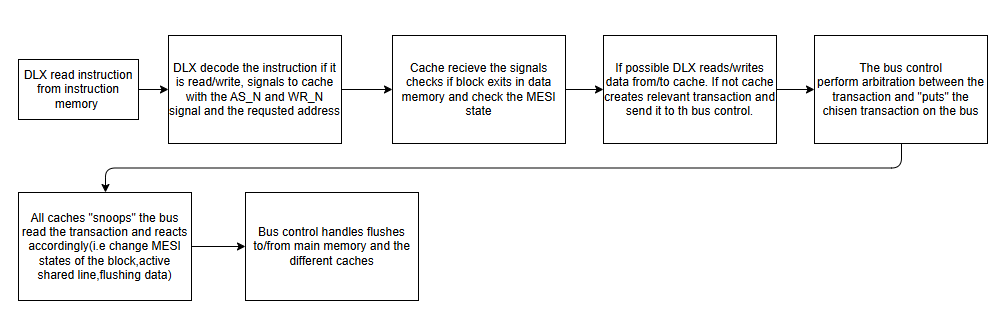 DLX read instruction
from instruction
memory
DLX decode the instruction if it
is read/write, signals to cache
with the AS_N and WR_N
signal and the requsted address
Cache recieve the signals
checks if block exits in data
memory and check the MESI
state
If possible DLX reads/writes
data from/to cache. If not cache
creates relevant transaction and
send it to th bus control.
The bus control
perform arbitration between the
transaction and "puts" the
chisen transaction on the bus
All caches "snoops" the bus
read the transaction and reacts
accordingly(i.e change MESI
states of the block,active
shared line,flushing data)
Bus control handles flushes
to/from main memory and the
different caches